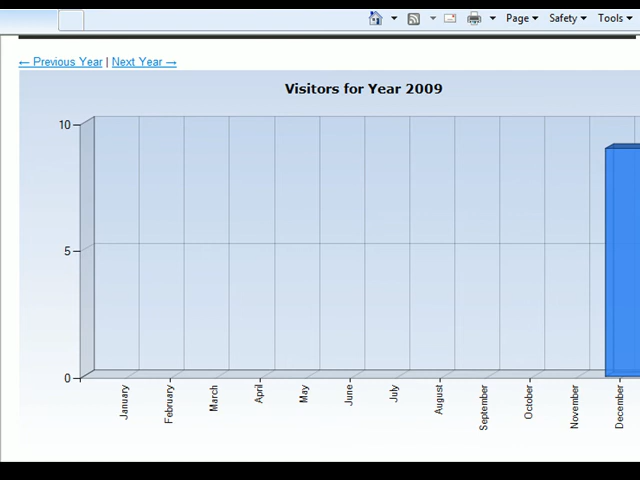 Page Safety Tools
← Previous Year | Next Year →
Visitors for Year 2009
10
5
0
January February March April May June July August September October November December